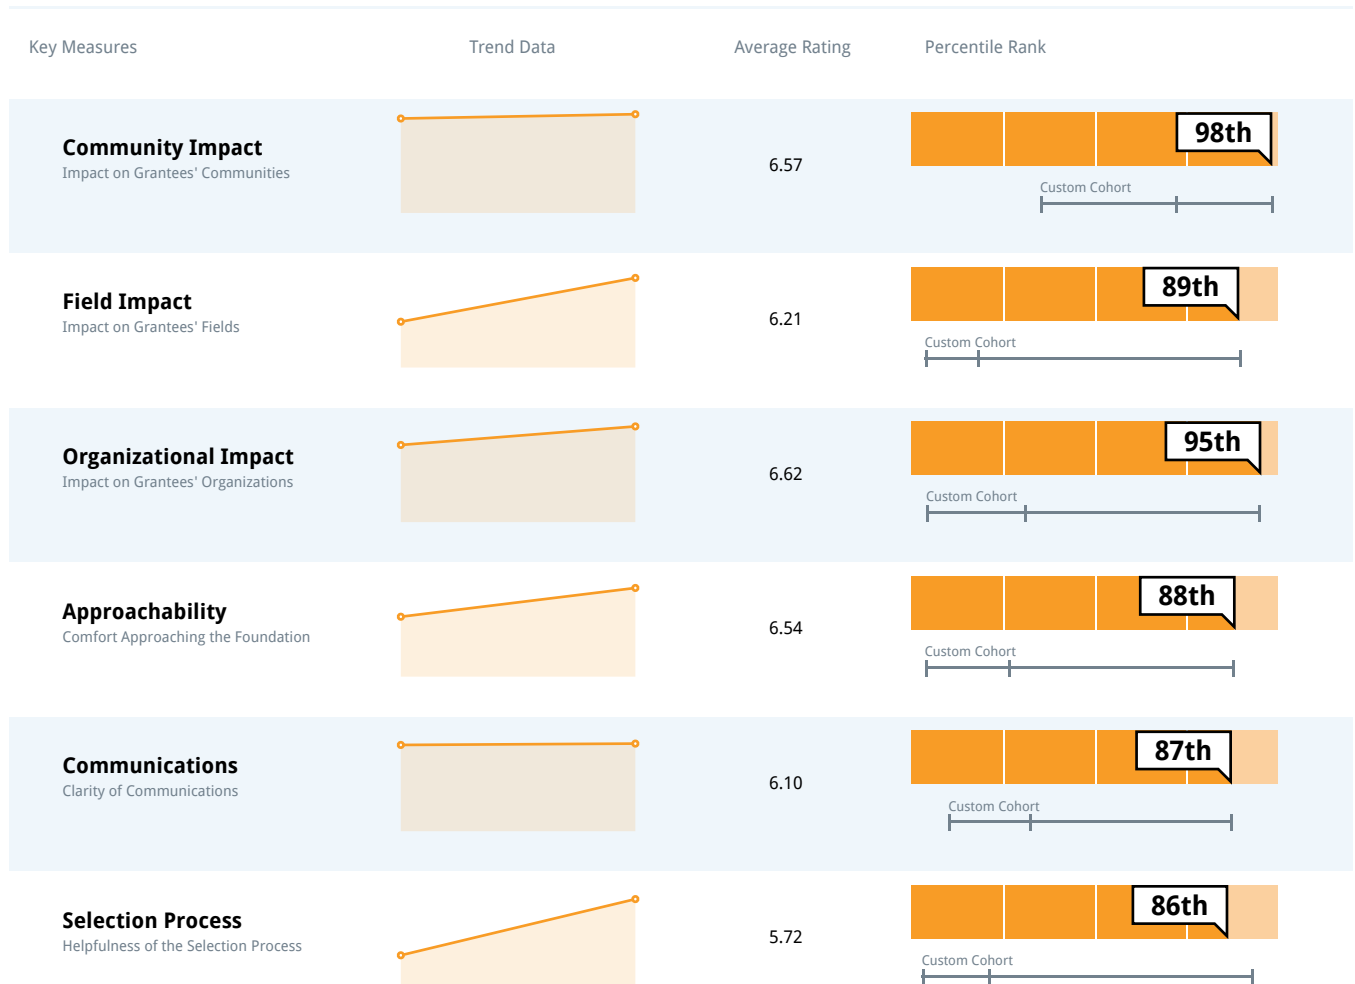 Key Measures
Trend Data
Average Rating
Percentile Rank
Community Impact
Impact on Grantees' Communities
6.57
98th
Custom Cohort
Field Impact
Impact on Grantees' Fields
6.21
89th
Custom Cohort
Organizational Impact
Impact on Grantees' Organizations
6.62
95th
Custom Cohort
Approachability
Comfort Approaching the Foundation
6.54
88th
Custom Cohort
Communications
Clarity of Communications
6.10
87th
Custom Cohort
Selection Process
Helpfulness of the Selection Process
5.72
86th
Custom Cohort